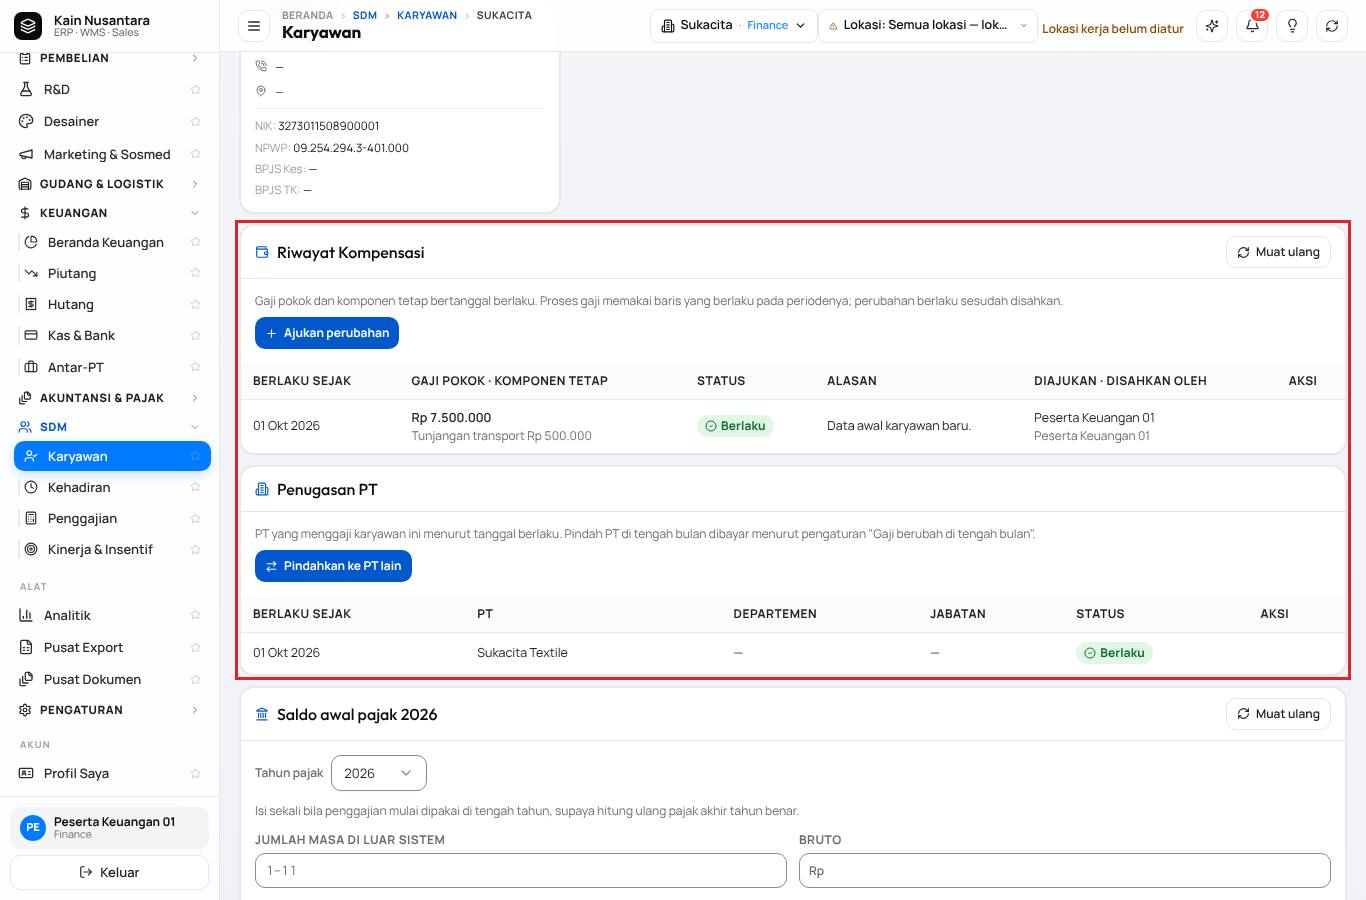 Kain Nusantara
ERP · WMS · Sales
PEMBELIAN
R&D
Desainer
Marketing & Sosmed
GUDANG & LOGISTIK
KEUANGAN
Beranda Keuangan
Piutang
Hutang
Kas & Bank
Antar-PT
AKUNTANSI & PAJAK
SDM
Karyawan
Kehadiran
Penggajian
Kinerja & Insentif
ALAT
Analitik
Pusat Export
Pusat Dokumen
PENGATURAN
AKUN
Profil Saya
PE
Peserta Keuangan 01
Finance
Keluar
BERANDA › SDM › KARYAWAN › SUKACITA
Karyawan
Sukacita · Finance
Lokasi: Semua lokasi — lok...
Lokasi kerja belum diatur
12
—
—
NIK: 3273011508900001
NPWP: 09.254.294.3-401.000
BPJS Kes: —
BPJS TK: —
Riwayat Kompensasi
Muat ulang
Gaji pokok dan komponen tetap bertanggal berlaku. Proses gaji memakai baris yang berlaku pada periodenya; perubahan berlaku sesudah disahkan.
+ Ajukan perubahan
BERLAKU SEJAK GAJI POKOK · KOMPONEN TETAP STATUS ALASAN DIAJUKAN · DISAHKAN OLEH AKSI
01 Okt 2026 Rp 7.500.000 Berlaku Data awal karyawan baru. Peserta Keuangan 01
Tunjangan transport Rp 500.000 Peserta Keuangan 01
Penugasan PT
PT yang menggaji karyawan ini menurut tanggal berlaku. Pindah PT di tengah bulan dibayar menurut pengaturan "Gaji berubah di tengah bulan".
Pindahkan ke PT lain
BERLAKU SEJAK PT DEPARTEMEN JABATAN STATUS AKSI
01 Okt 2026 Sukacita Textile — — Berlaku
Saldo awal pajak 2026
Muat ulang
Tahun pajak 2026
Isi sekali bila penggajian mulai dipakai di tengah tahun, supaya hitung ulang pajak akhir tahun benar.
JUMLAH MASA DI LUAR SISTEM BRUTO
1–11 Rp